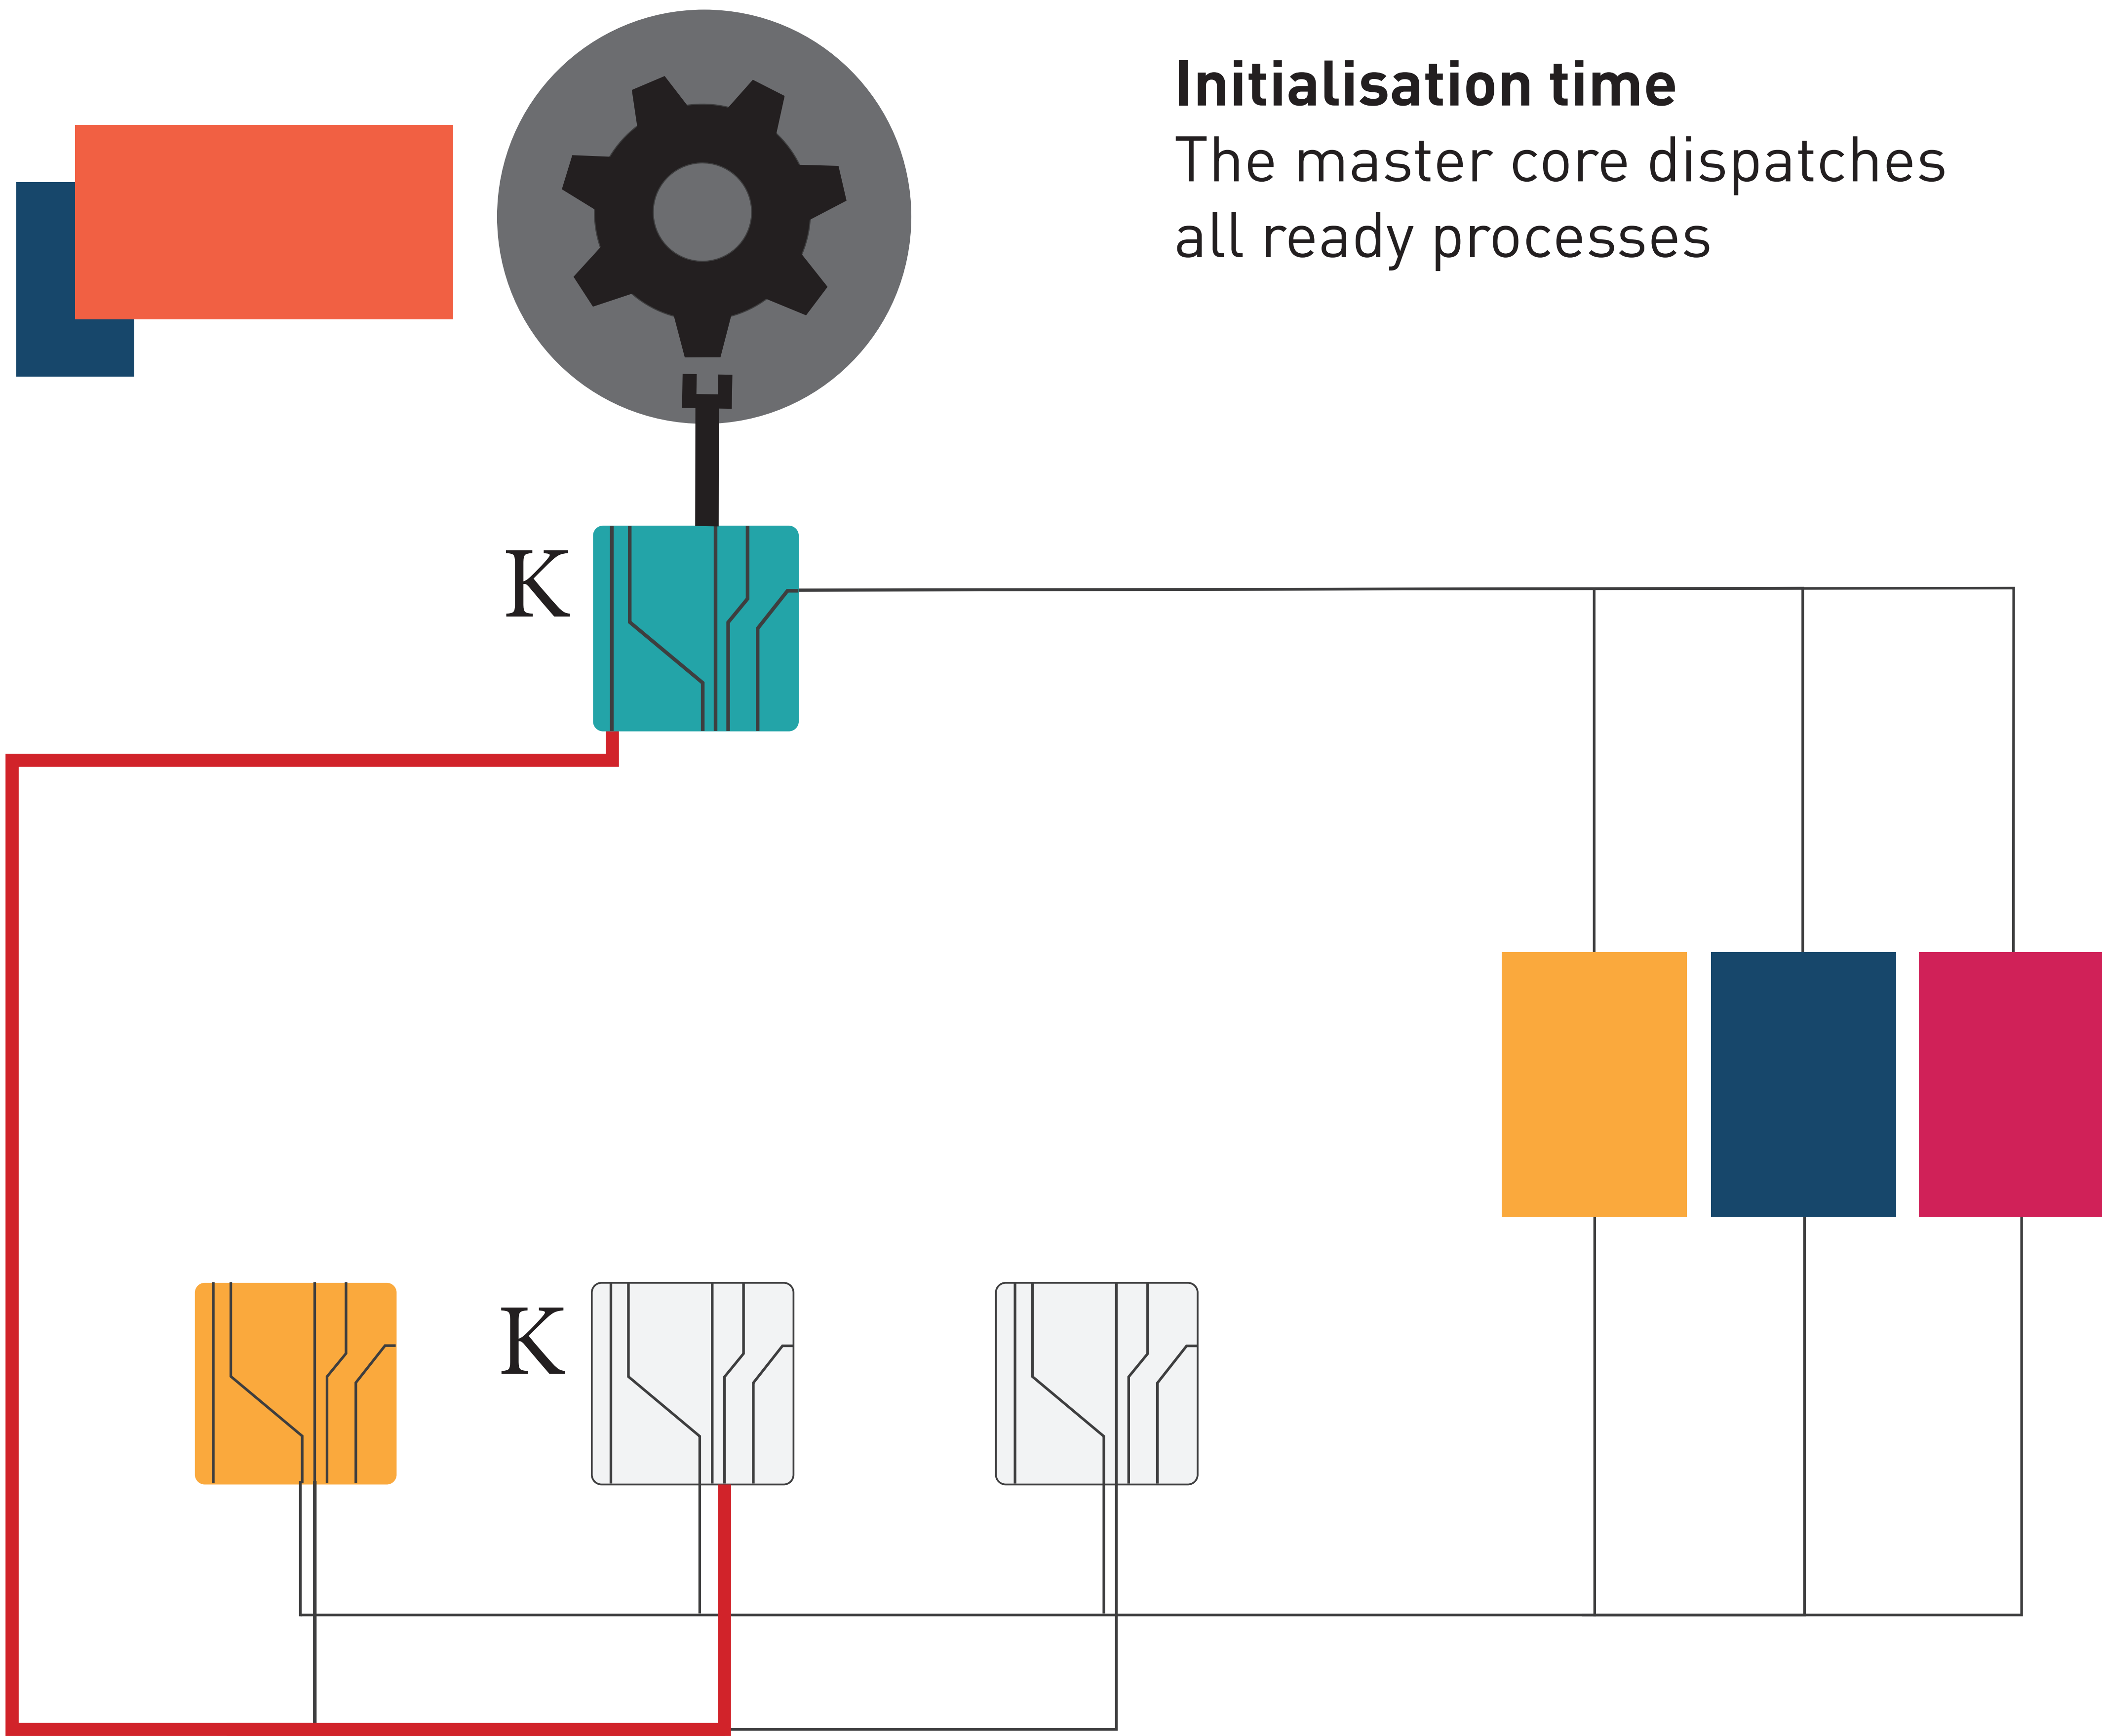 Initialisation time
The master core dispatches
all ready processes
K
K